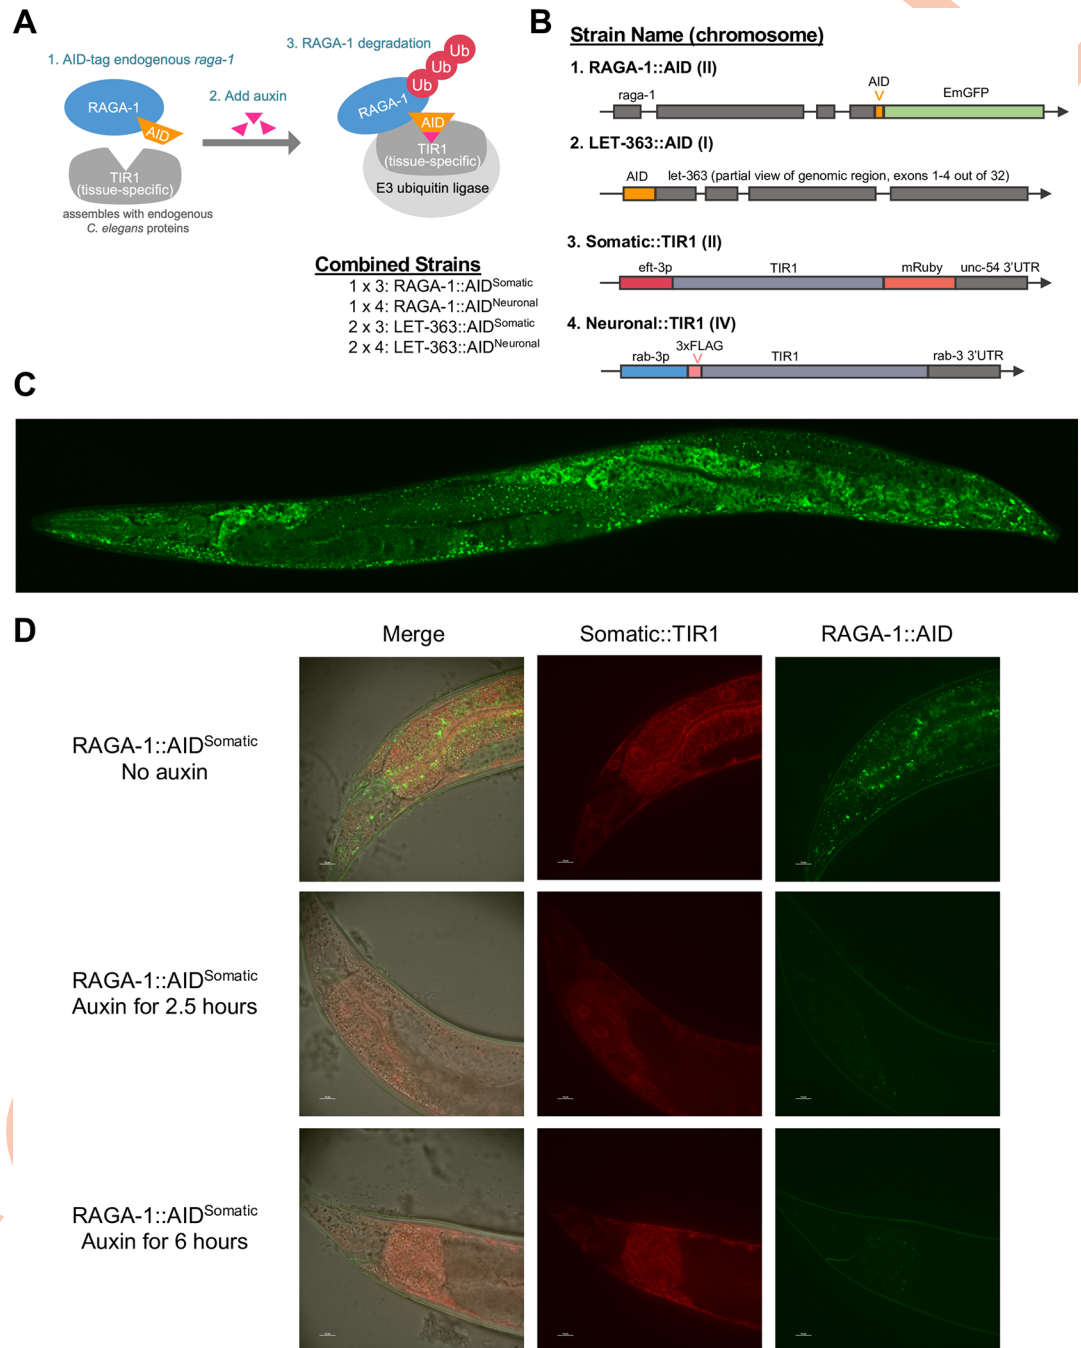 A
1. AID-tag endogenous raga-1
RAGA-1
AID
TIR1
(tissue-specific)
assembles with endogenous
C. elegans proteins
2. Add auxin
3. RAGA-1 degradation
Ub
Ub
Ub
RAGA-1
AID
TIR1
(tissue-specific)
E3 ubiquitin ligase
Combined Strains
1 x 3: RAGA-1::AIDSomatic
1 x 4: RAGA-1::AIDNeuronal
2 x 3: LET-363::AIDSomatic
2 x 4: LET-363::AIDNeuronal
B
Strain Name (chromosome)
1. RAGA-1::AID (II)
raga-1
AID
EmGFP
2. LET-363::AID (I)
AID
let-363 (partial view of genomic region, exons 1-4 out of 32)
3. Somatic::TIR1 (II)
eft-3p
TIR1
mRuby
unc-54 3'UTR
4. Neuronal::TIR1 (IV)
rab-3p
3xFLAG
TIR1
rab-3 3'UTR
C
D
Merge
Somatic::TIR1
RAGA-1::AID
RAGA-1::AIDSomatic
No auxin
RAGA-1::AIDSomatic
Auxin for 2.5 hours
RAGA-1::AIDSomatic
Auxin for 6 hours